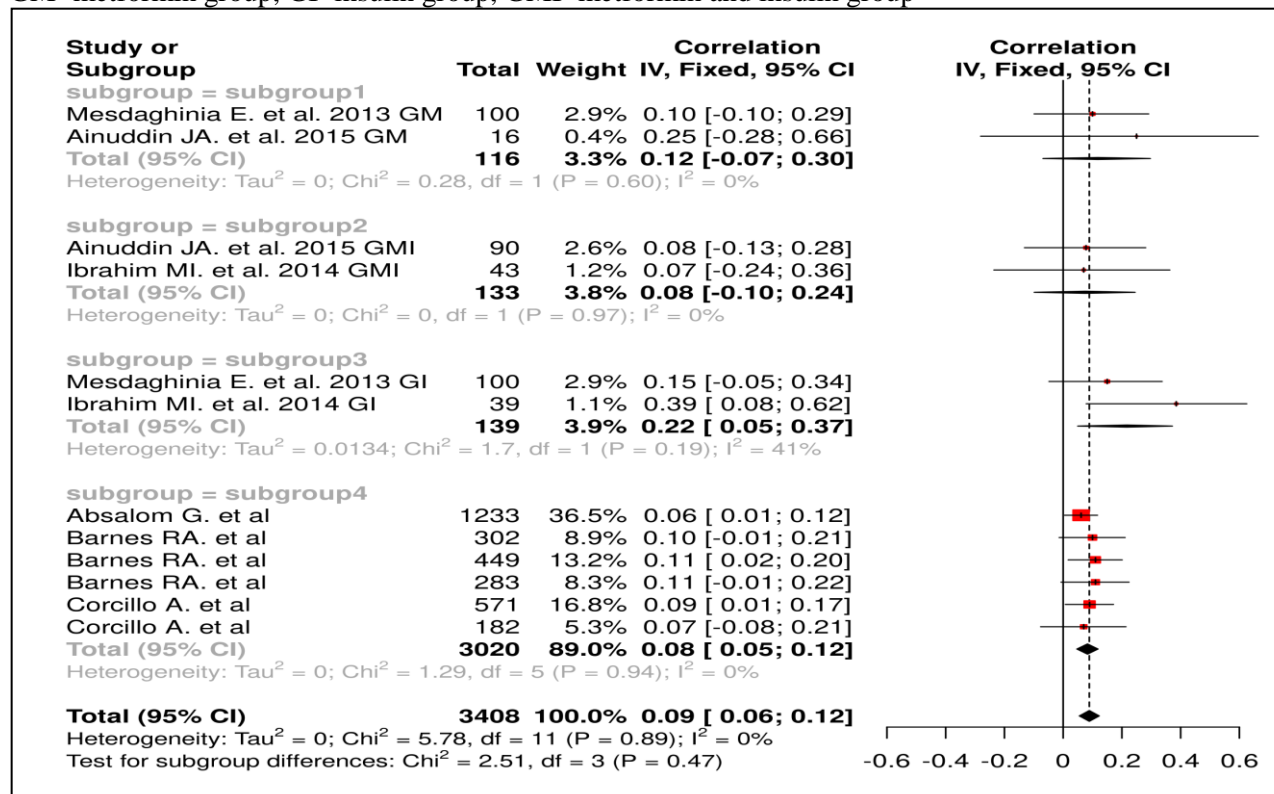 Study or Correlation Correlation
Subgroup Total Weight IV, Fixed, 95% CI IV, Fixed, 95% CI
subgroup = subgroup1
Mesdaghinia E. et al. 2013 GM 100 2.9% 0.10 [-0.10; 0.29]
Ainuddin JA. et al. 2015 GM 16 0.4% 0.25 [-0.28; 0.66]
Total (95% CI) 116 3.3% 0.12 [-0.07; 0.30]
Heterogeneity: Tau² = 0; Chi² = 0.28, df = 1 (P = 0.60); I² = 0%
subgroup = subgroup2
Ainuddin JA. et al. 2015 GMI 90 2.6% 0.08 [-0.13; 0.28]
Ibrahim MI. et al. 2014 GMI 43 1.2% 0.07 [-0.24; 0.36]
Total (95% CI) 133 3.8% 0.08 [-0.10; 0.24]
Heterogeneity: Tau² = 0; Chi² = 0, df = 1 (P = 0.97); I² = 0%
subgroup = subgroup3
Mesdaghinia E. et al. 2013 GI 100 2.9% 0.15 [-0.05; 0.34]
Ibrahim MI. et al. 2014 GI 39 1.1% 0.39 [ 0.08; 0.62]
Total (95% CI) 139 3.9% 0.22 [ 0.05; 0.37]
Heterogeneity: Tau² = 0.0134; Chi² = 1.7, df = 1 (P = 0.19); I² = 41%
subgroup = subgroup4
Absalom G. et al 1233 36.5% 0.06 [ 0.01; 0.12]
Barnes RA. et al 302 8.9% 0.10 [-0.01; 0.21]
Barnes RA. et al 449 13.2% 0.11 [ 0.02; 0.20]
Barnes RA. et al 283 8.3% 0.11 [-0.01; 0.22]
Corcillo A. et al 571 16.8% 0.09 [ 0.01; 0.17]
Corcillo A. et al 182 5.3% 0.07 [-0.08; 0.21]
Total (95% CI) 3020 89.0% 0.08 [ 0.05; 0.12]
Heterogeneity: Tau² = 0; Chi² = 1.29, df = 5 (P = 0.94); I² = 0%
Total (95% CI) 3408 100.0% 0.09 [ 0.06; 0.12]
Heterogeneity: Tau² = 0; Chi² = 5.78, df = 11 (P = 0.89); I² = 0%
Test for subgroup differences: Chi² = 2.51, df = 3 (P = 0.47)
-0.6 -0.4 -0.2 0 0.2 0.4 0.6